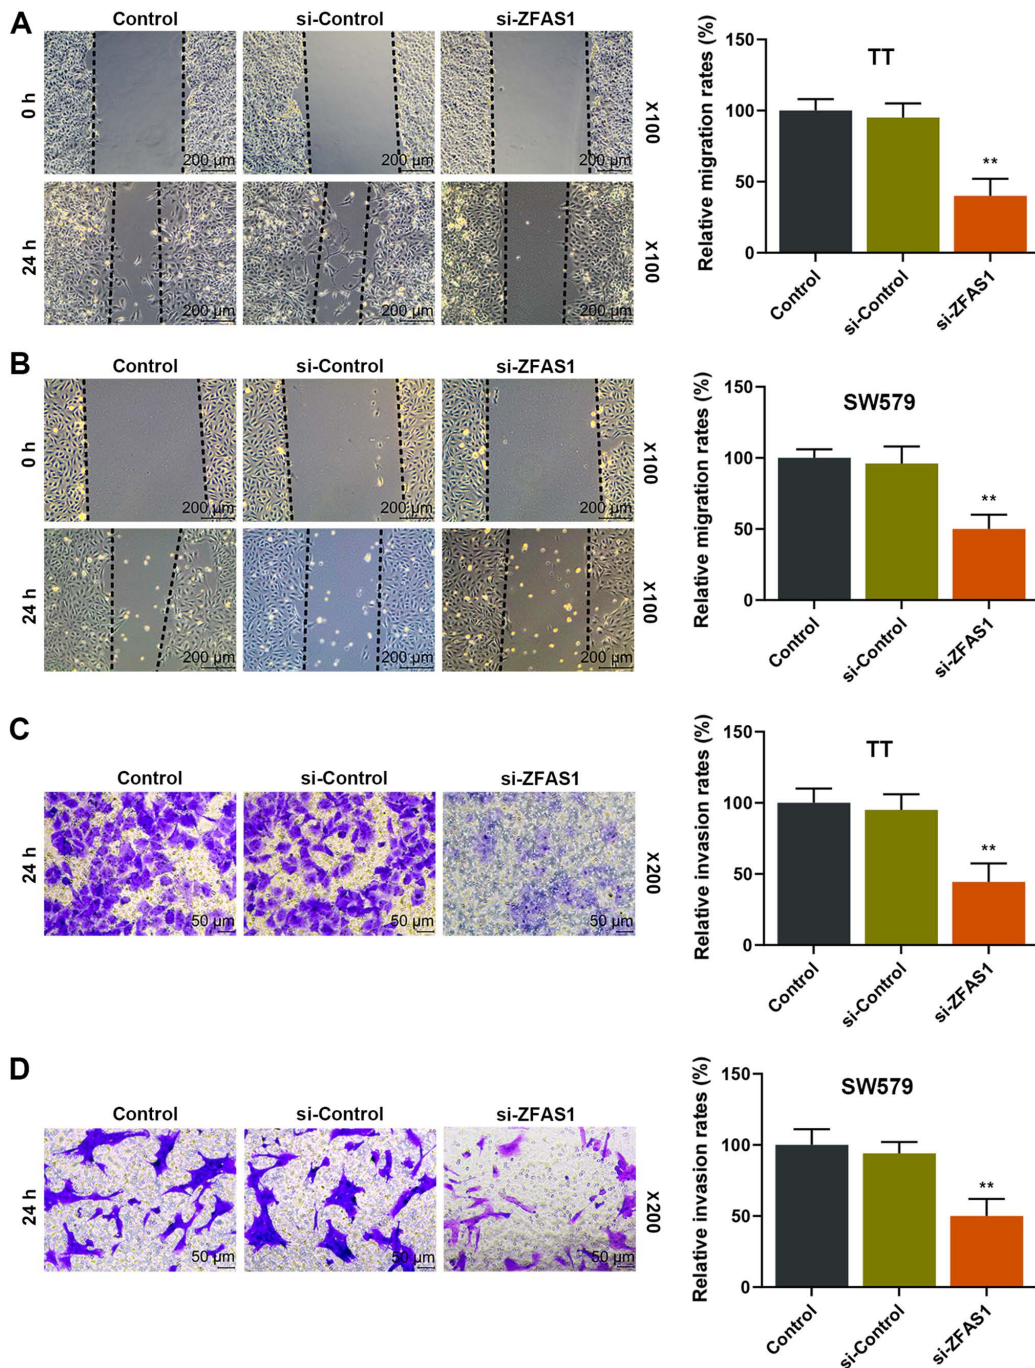 A
Control
si-Control
si-ZFAS1
0 h
200 µm
200 µm
200 µm
X100
24 h
200 µm
200 µm
200 µm
X100
Relative migration rates (%)
150
100
50
0
TT
**
Control
si-Control
si-ZFAS1
B
Control
si-Control
si-ZFAS1
0 h
200 µm
200 µm
200 µm
X100
24 h
200 µm
200 µm
200 µm
X100
Relative migration rates (%)
150
100
50
0
SW579
**
Control
si-Control
si-ZFAS1
C
Control
si-Control
si-ZFAS1
24 h
50 µm
50 µm
50 µm
X200
Relative invasion rates (%)
150
100
50
0
TT
**
Control
si-Control
si-ZFAS1
D
Control
si-Control
si-ZFAS1
24 h
50 µm
50 µm
50 µm
X200
Relative invasion rates (%)
150
100
50
0
SW579
**
Control
si-Control
si-ZFAS1